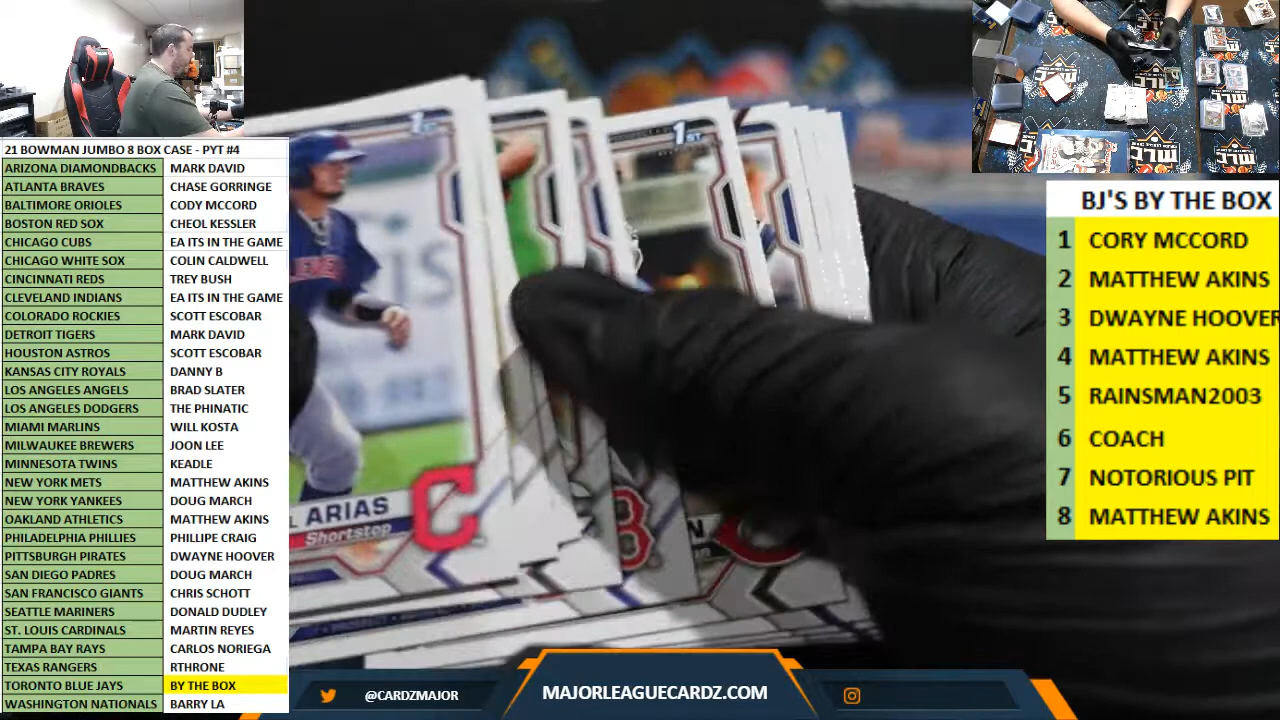 21 BOWMAN JUMBO 8 BOX CASE - PYT #4
ARIZONA DIAMONDBACKS MARK DAVID
ATLANTA BRAVES CHASE GORRINGE
BALTIMORE ORIOLES CODY MCCORD
BOSTON RED SOX CHEOL KESSLER
CHICAGO CUBS EA ITS IN THE GAME
CHICAGO WHITE SOX COLIN CALDWELL
CINCINNATI REDS TREY BUSH
CLEVELAND INDIANS EA ITS IN THE GAME
COLORADO ROCKIES SCOTT ESCOBAR
DETROIT TIGERS MARK DAVID
HOUSTON ASTROS SCOTT ESCOBAR
KANSAS CITY ROYALS DANNY B
LOS ANGELES ANGELS BRAD SLATER
LOS ANGELES DODGERS THE PHINATIC
MIAMI MARLINS WILL KOSTA
MILWAUKEE BREWERS JOON LEE
MINNESOTA TWINS KEADLE
NEW YORK METS MATTHEW AKINS
NEW YORK YANKEES DOUG MARCH
OAKLAND ATHLETICS MATTHEW AKINS
PHILADELPHIA PHILLIES PHILLIPE CRAIG
PITTSBURGH PIRATES DWAYNE HOOVER
SAN DIEGO PADRES DOUG MARCH
SAN FRANCISCO GIANTS CHRIS SCHOTT
SEATTLE MARINERS DONALD DUDLEY
ST. LOUIS CARDINALS MARTIN REYES
TAMPA BAY RAYS CARLOS NORIEGA
TEXAS RANGERS RTHRONE
TORONTO BLUE JAYS BY THE BOX
WASHINGTON NATIONALS BARRY LA
1ST
1ST
L ARIAS
Shortstop
C
B
N
MLC
BJ'S BY THE BOX
1 CORY MCCORD
2 MATTHEW AKINS
3 DWAYNE HOOVER
4 MATTHEW AKINS
5 RAINSMAN2003
6 COACH
7 NOTORIOUS PIT
8 MATTHEW AKINS
@CARDZMAJOR
MAJORLEAGUECARDZ.COM